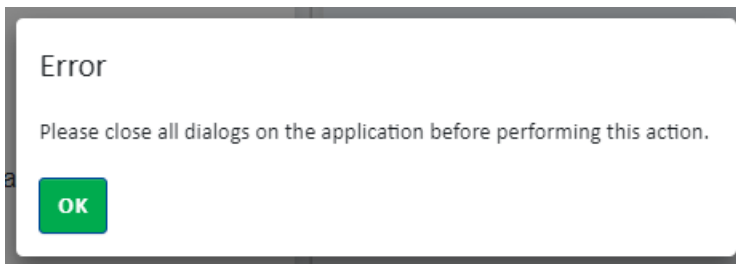 Error
Please close all dialogs on the application before performing this action.
a
OK